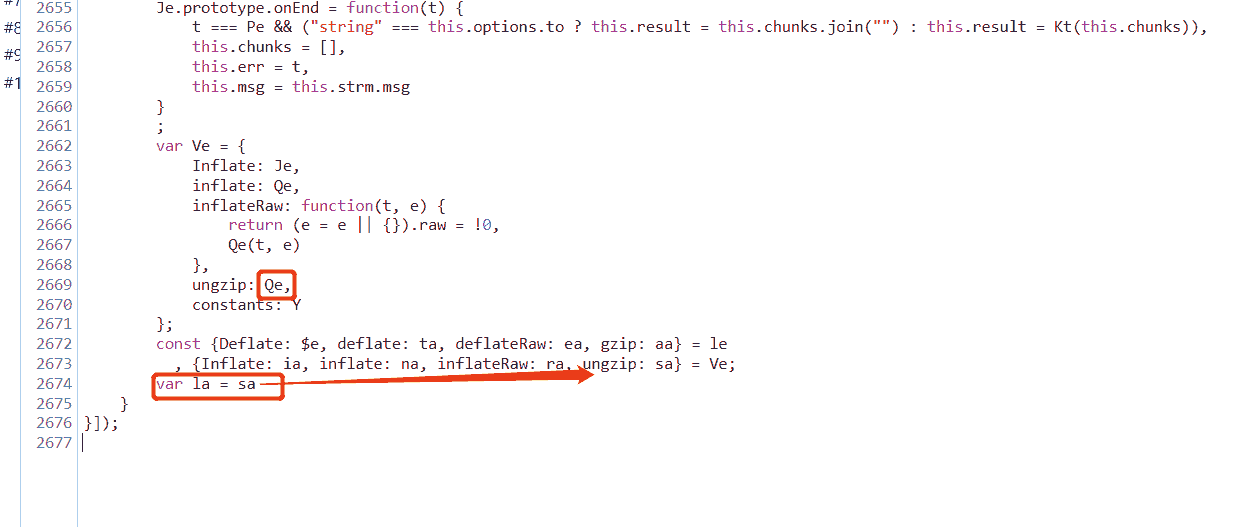 #7
2655 Je.prototype.onEnd = function(t) {
#8
2656 t === Pe && ("string" === this.options.to ? this.result = this.chunks.join("") : this.result = Kt(this.chunks)),
2657 this.chunks = [],
#9
2658 this.err = t,
#1
2659 this.msg = this.strm.msg
2660 }
2661 ;
2662 var Ve = {
2663 Inflate: Je,
2664 inflate: Qe,
2665 inflateRaw: function(t, e) {
2666 return (e = e || {}).raw = !0,
2667 Qe(t, e)
2668 },
2669 ungzip: Qe,
2670 constants: Y
2671 };
2672 const {Deflate: $e, deflate: ta, deflateRaw: ea, gzip: aa} = le
2673 , {Inflate: ia, inflate: na, inflateRaw: ra, ungzip: sa} = Ve;
2674 var la = sa
2675 }
2676 }]);
2677